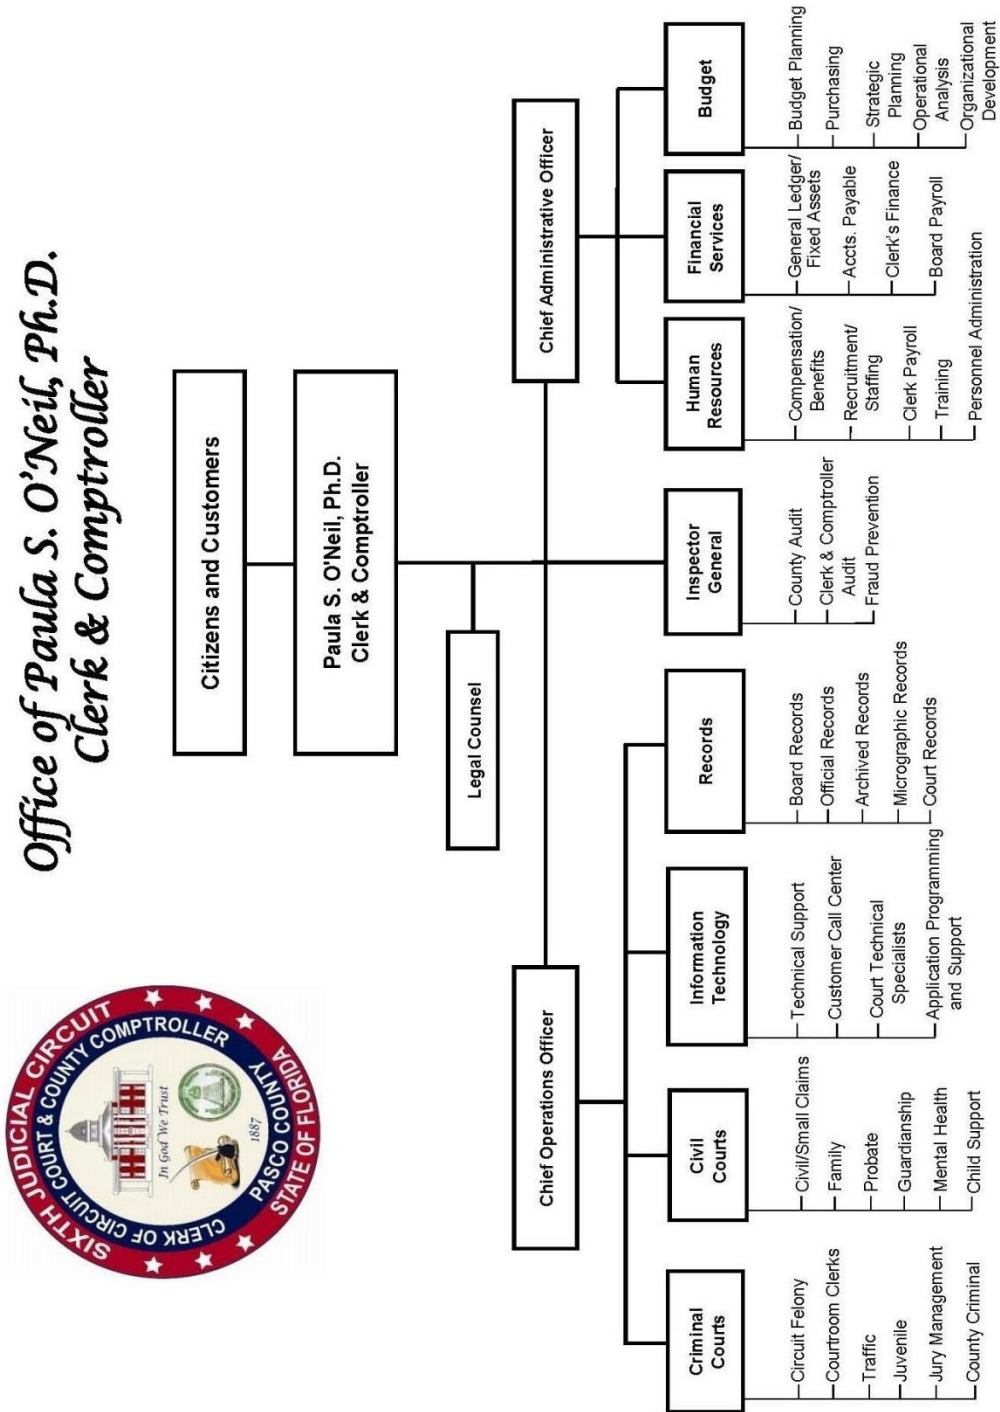 Office of Paula S. O'Neil, Ph.D.
Clerk & Comptroller
SIXTH JUDICIAL CIRCUIT
CLERK OF CIRCUIT COURT & COUNTY COMPTROLLER
In God We Trust
1887
PASCO COUNTY
STATE OF FLORIDA
Citizens and Customers
Paula S. O'Neil, Ph.D.
Clerk & Comptroller
Legal Counsel
Chief Operations Officer
Chief Administrative Officer
Criminal
Courts
Circuit Felony
Courtroom Clerks
Traffic
Juvenile
Jury Management
County Criminal
Civil
Courts
Civil/Small Claims
Family
Probate
Guardianship
Mental Health
Child Support
Information
Technology
Technical Support
Customer Call Center
Court Technical
Specialists
Application Programming
and Support
Records
Board Records
Official Records
Archived Records
Micrographic Records
Court Records
Inspector
General
County Audit
Clerk & Comptroller
Audit
Fraud Prevention
Human
Resources
Compensation/
Benefits
Recruitment/
Staffing
Clerk Payroll
Training
Personnel Administration
Financial
Services
General Ledger/
Fixed Assets
Accts. Payable
Clerk's Finance
Board Payroll
Budget
Budget Planning
Purchasing
Strategic
Planning
Operational
Analysis
Organizational
Development